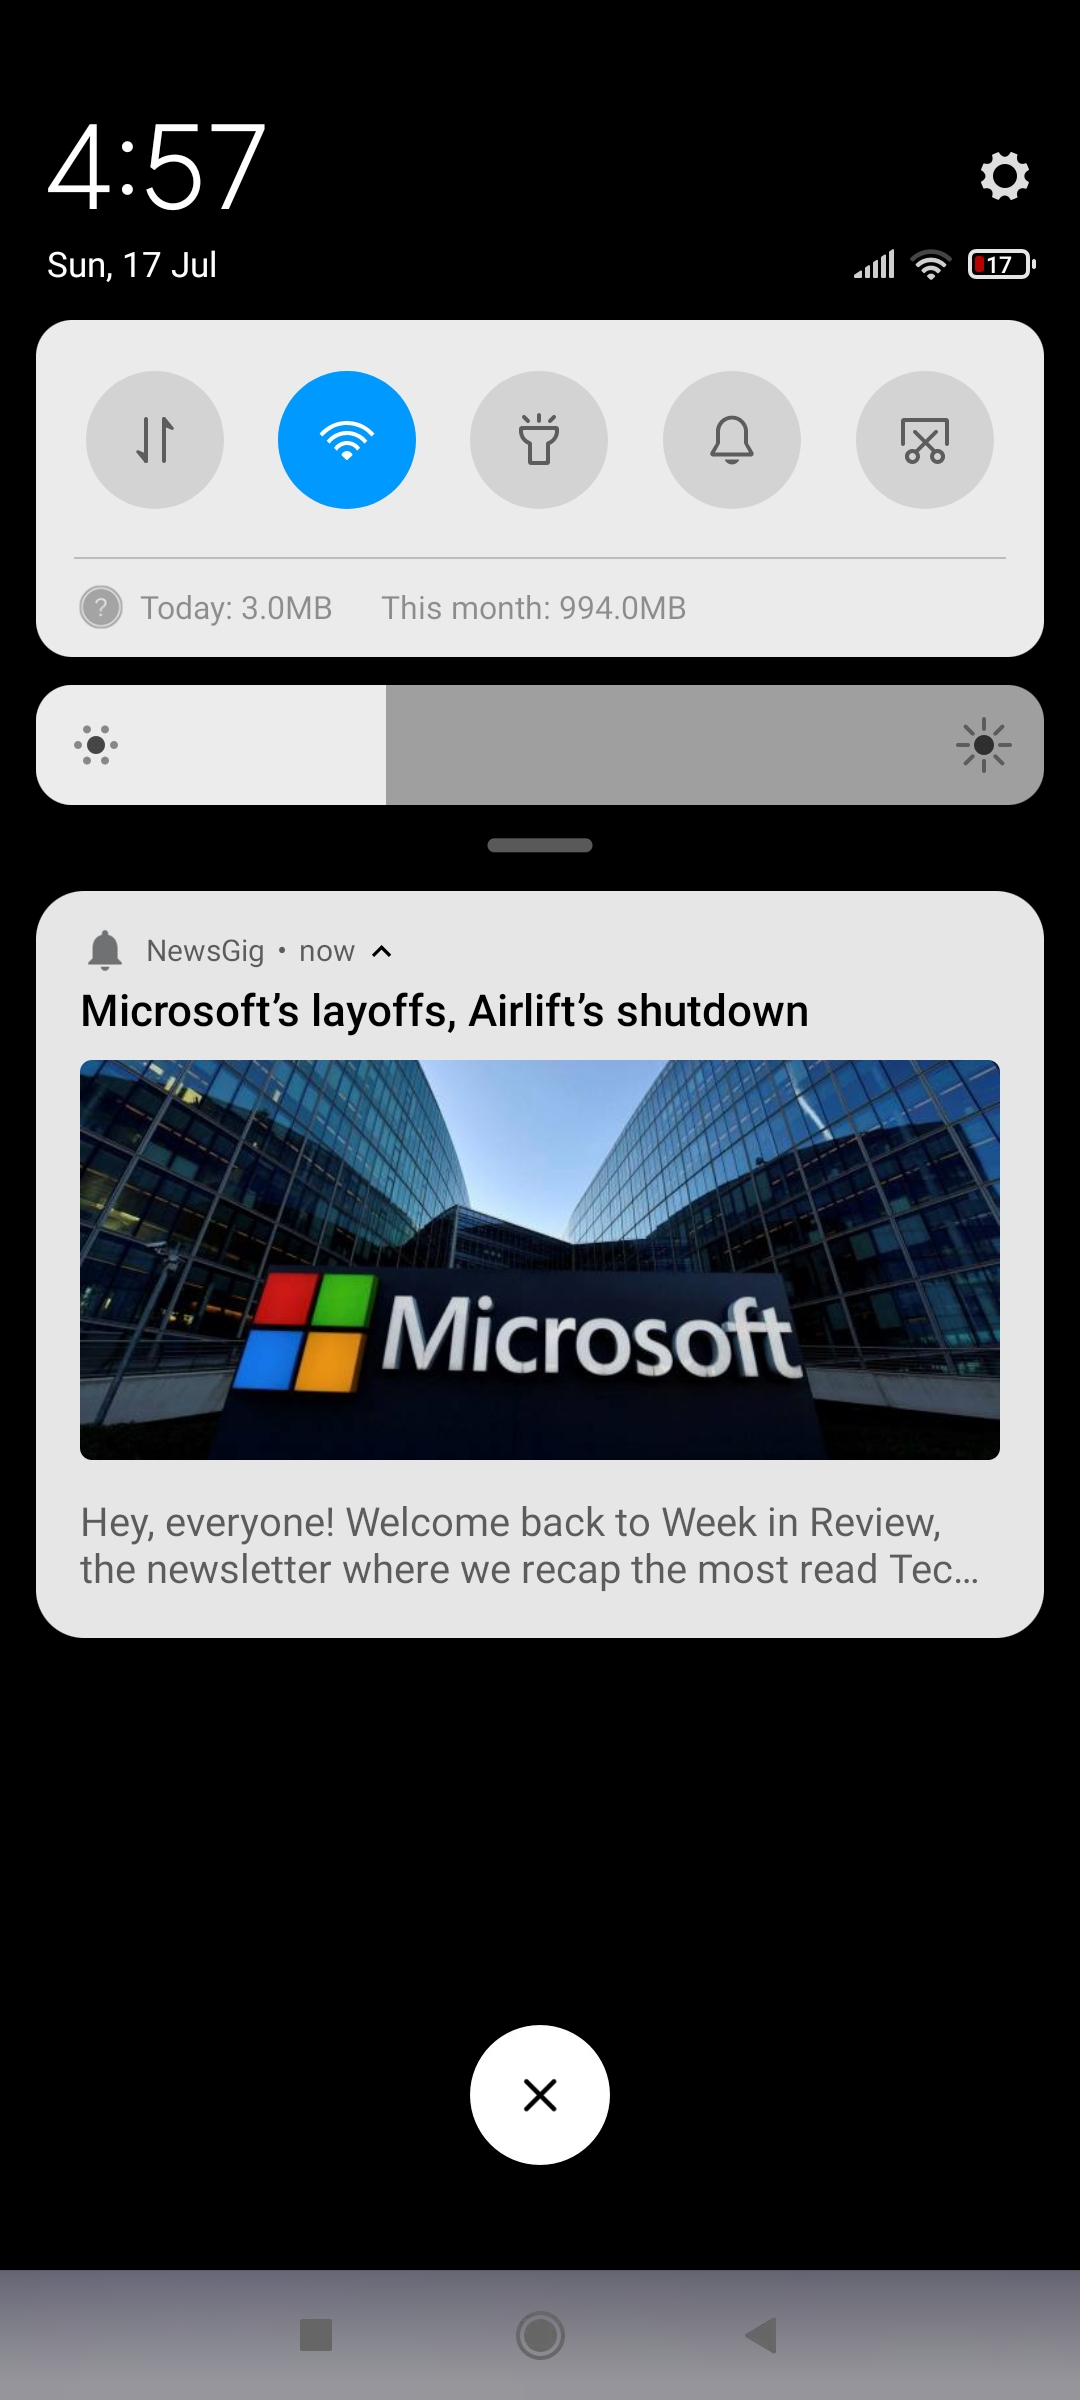 4:57
Sun, 17 Jul
17
? Today: 3.0MB This month: 994.0MB
NewsGig • now
Microsoft’s layoffs, Airlift’s shutdown
Microsoft
Hey, everyone! Welcome back to Week in Review,
the newsletter where we recap the most read Tec…